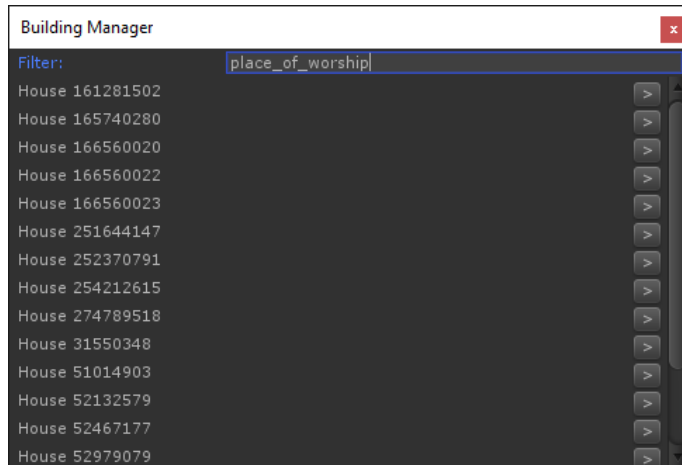 Building Manager
x
Filter: place_of_worship
House 161281502 >
House 165740280 >
House 166560020 >
House 166560022 >
House 166560023 >
House 251644147 >
House 252370791 >
House 254212615 >
House 274789518 >
House 31550348 >
House 51014903 >
House 52132579 >
House 52467177 >
House 52979079 >